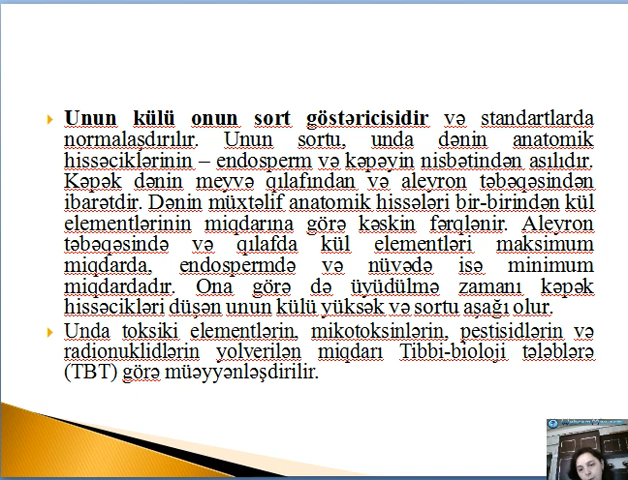 Unun külü onun sort göstəricisidir və standartlarda
normalaşdırılır. Unun sortu, unda dənin anatomik
hissəciklərinin – endosperm və kəpəyin nisbətindən asılıdır.
Kəpək dənin meyvə qılafından və aleyron təbəqəsindən
ibarətdir. Dənin müxtəlif anatomik hissələri bir-birindən kül
elementlərinin miqdarına görə kəskin fərqlənir. Aleyron
təbəqəsində və qılafda kül elementləri maksimum
miqdarda, endospermdə və nüvədə isə minimum
miqdardadır. Ona görə də üyüdülmə zamanı kəpək
hissəcikləri düşən unun külü yüksək və sortu aşağı olur.
Unda toksiki elementlərin, mikotoksinlərin, pestisidlərin və
radionuklidlərin yolverilən miqdarı Tibbi-bioloji tələblərə
(TBT) görə müəyyənləşdirilir.